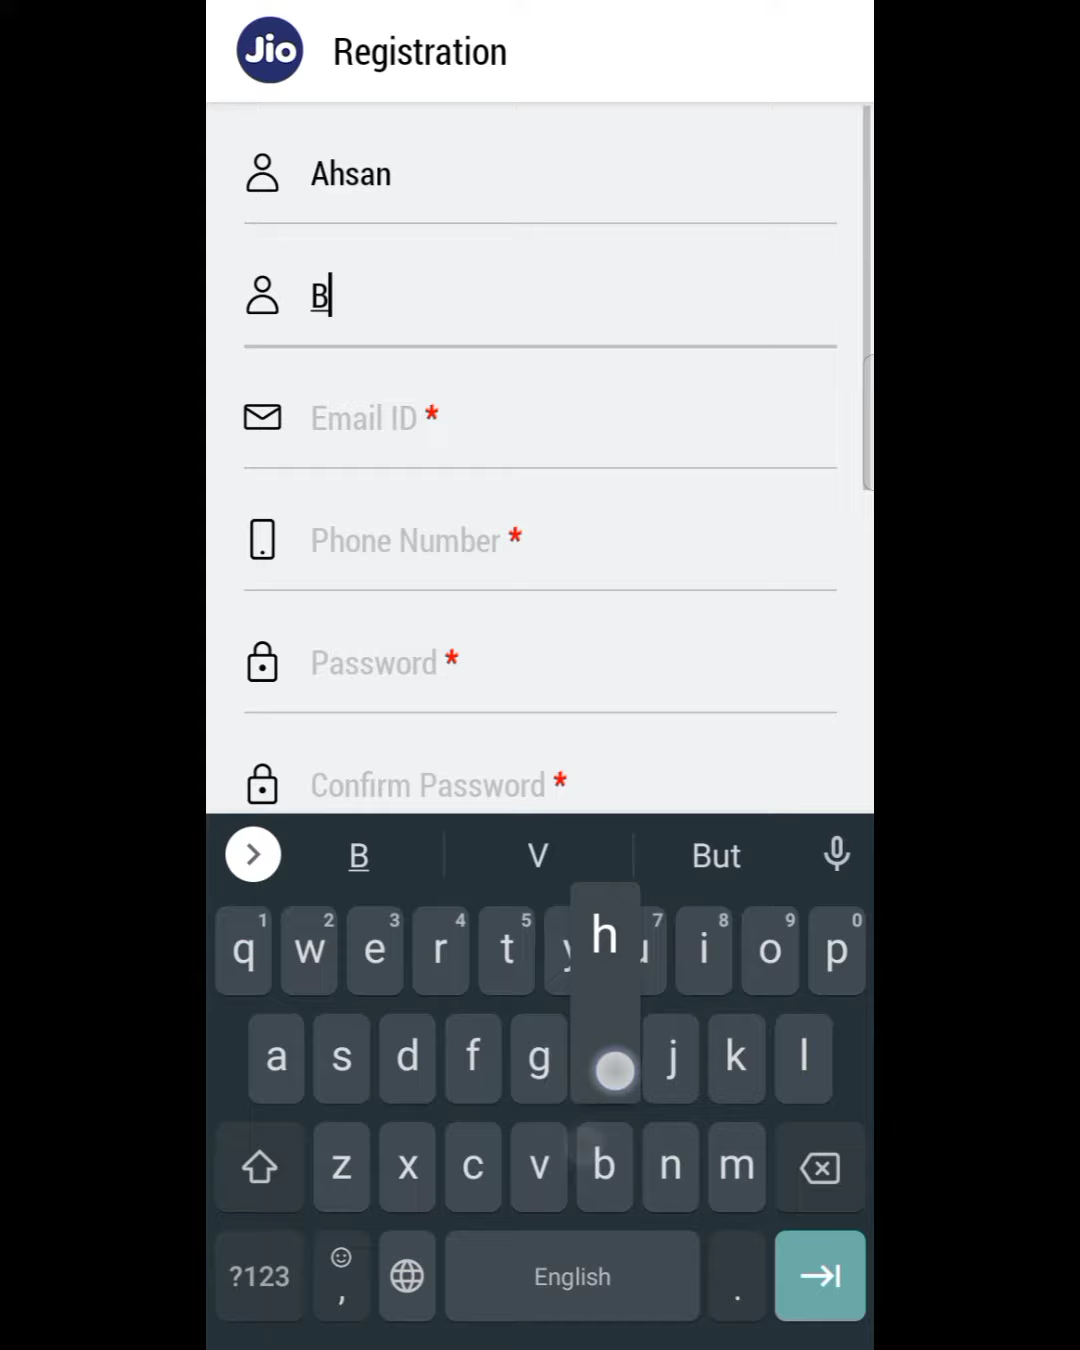 Jio Registration
Ahsan
B
Email ID *
Phone Number *
Password *
Confirm Password *
B V But
1 2 3 4 5 7 8 9 0
q w e r t y u i o p
h
a s d f g j k l
z x c v b n m
?123 , English .